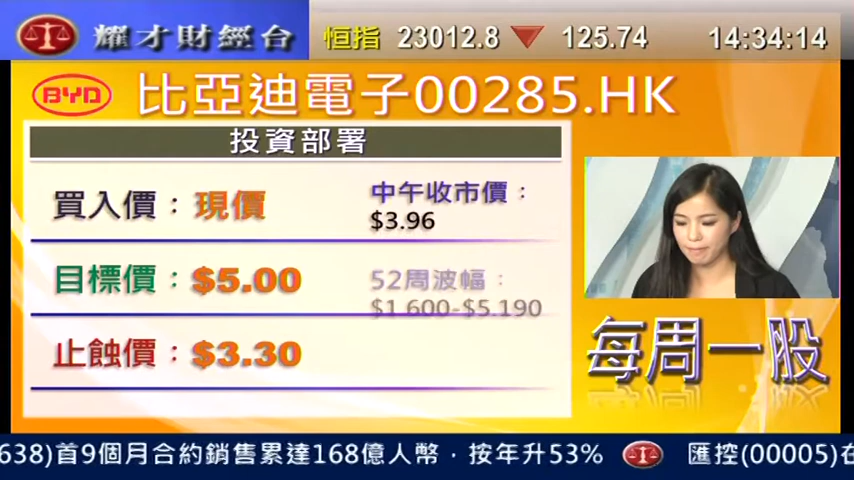 耀才財經台 恒指 23012.8 ▼ 125.74 14:34:14
BYD 比亞迪電子00285.HK
投資部署
買入價：現價
中午收市價：
$3.96
目標價：$5.00
52周波幅：
$1.600-$5.190
止蝕價：$3.30
每周一股
638)首9個月合約銷售累達168億人幣，按年升53% 匯控(00005)在